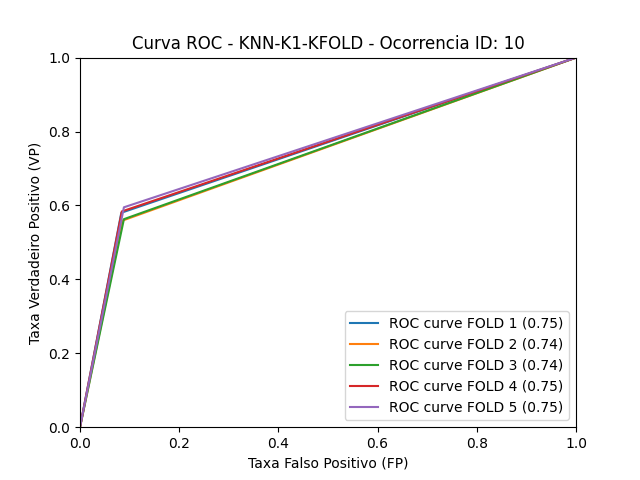 Curva ROC - KNN-K1-KFOLD - Ocorrencia ID: 10
Taxa Verdadeiro Positivo (VP)
1.0
0.8
0.6
0.4
0.2
0.0
ROC curve FOLD 1 (0.75)
ROC curve FOLD 2 (0.74)
ROC curve FOLD 3 (0.74)
ROC curve FOLD 4 (0.75)
ROC curve FOLD 5 (0.75)
0.0 0.2 0.4 0.6 0.8 1.0
Taxa Falso Positivo (FP)